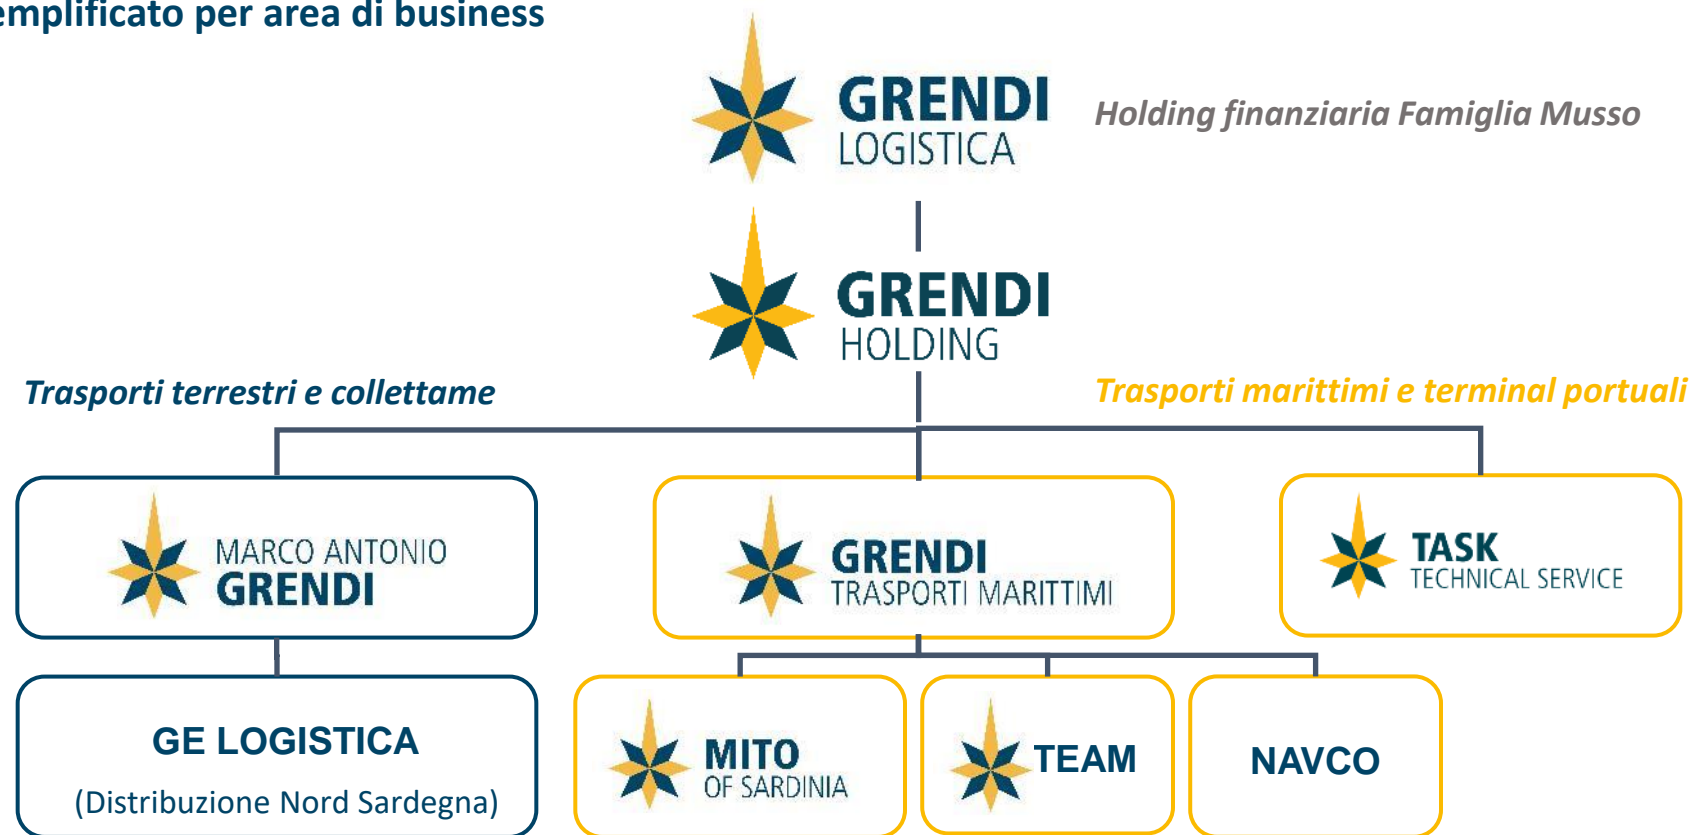 emplificato per area di business
GRENDI
LOGISTICA
Holding finanziaria Famiglia Musso
GRENDI
HOLDING
Trasporti terrestri e collettame
Trasporti marittimi e terminal portuali
MARCO ANTONIO
GRENDI
GRENDI
TRASPORTI MARITTIMI
TASK
TECHNICAL SERVICE
GE LOGISTICA
(Distribuzione Nord Sardegna)
MITO
OF SARDINIA
TEAM
NAVCO